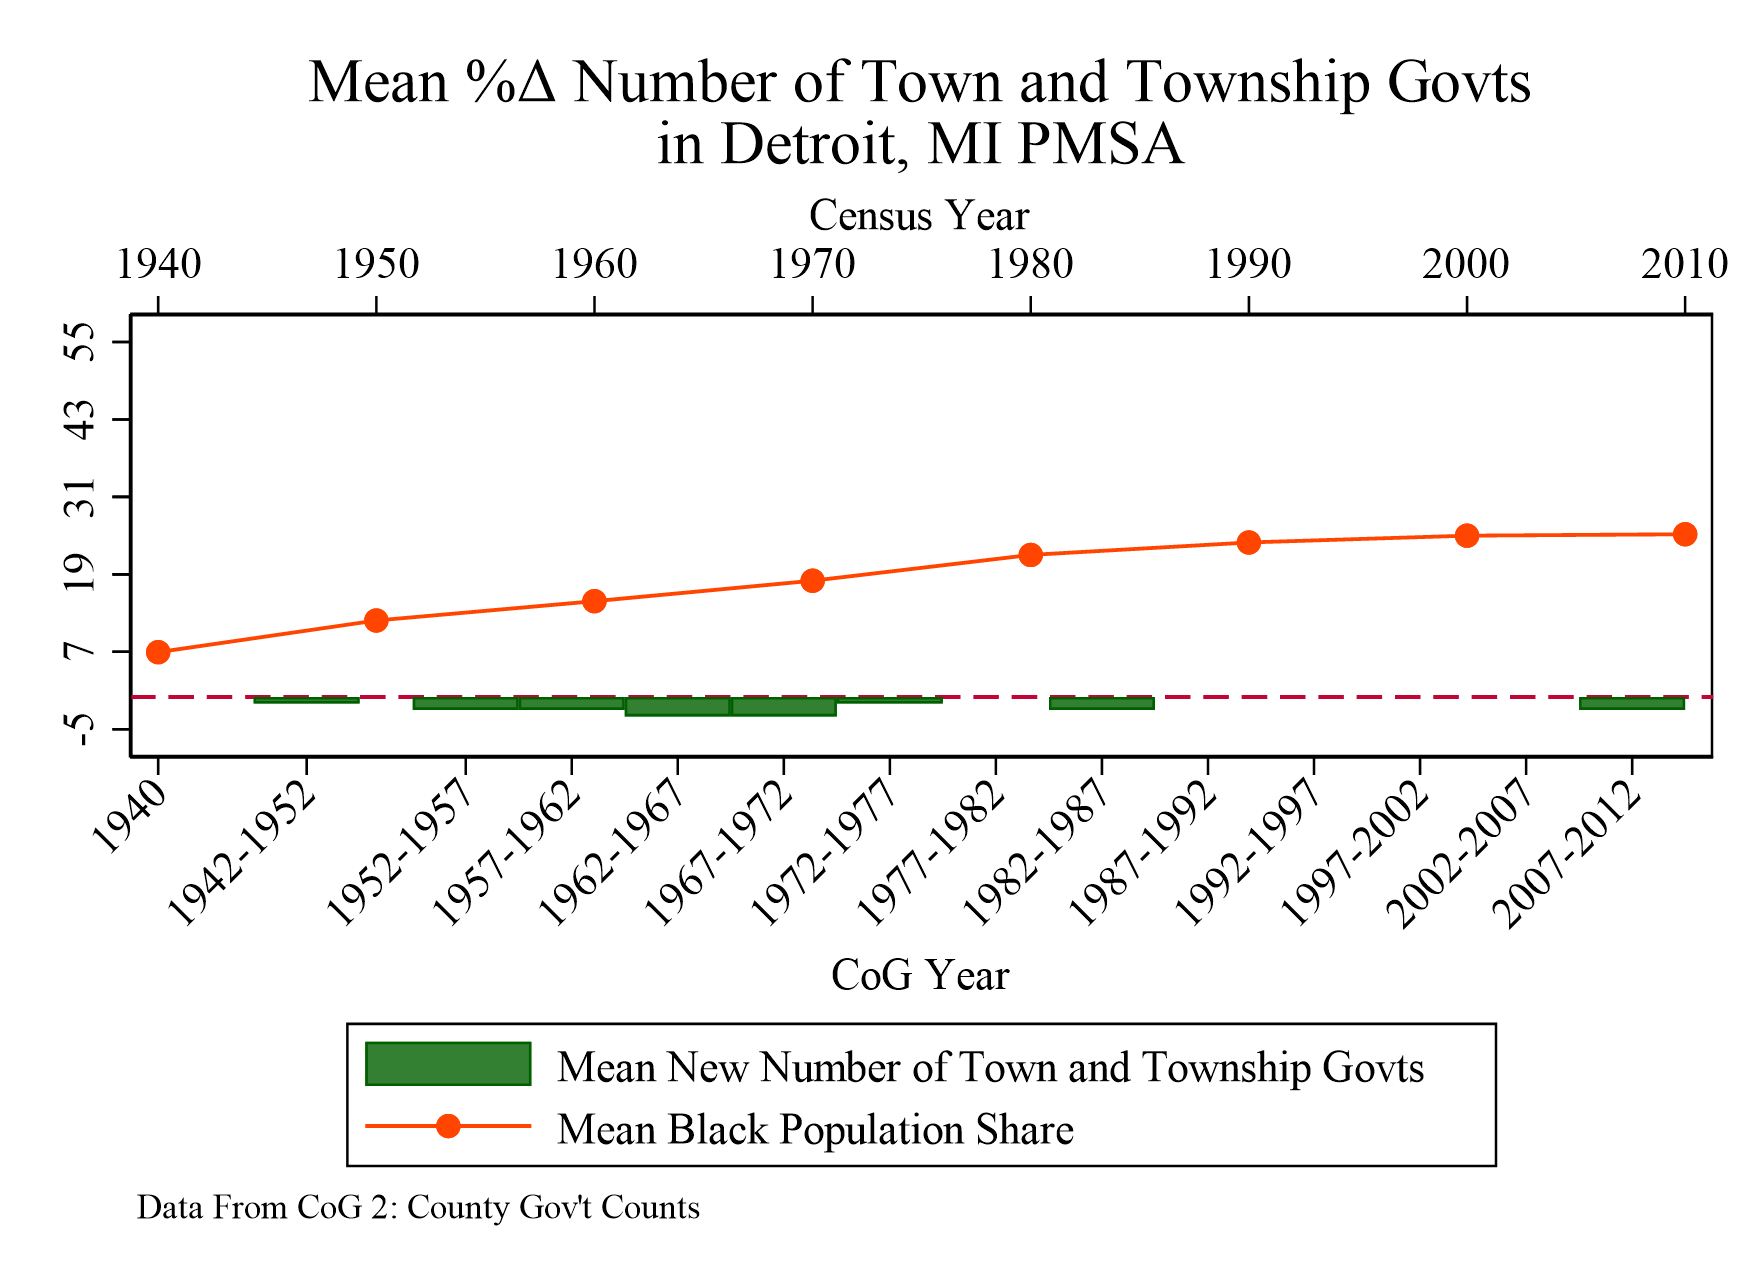 Mean %Δ Number of Town and Township Govts
in Detroit, MI PMSA
Census Year
1940 1950 1960 1970 1980 1990 2000 2010
55
43
31
19
7
-5
1940 1942-1952 1952-1957 1957-1962 1962-1967 1967-1972 1972-1977 1977-1982 1982-1987 1987-1992 1992-1997 1997-2002 2002-2007 2007-2012
CoG Year
Mean New Number of Town and Township Govts
Mean Black Population Share
Data From CoG 2: County Gov't Counts